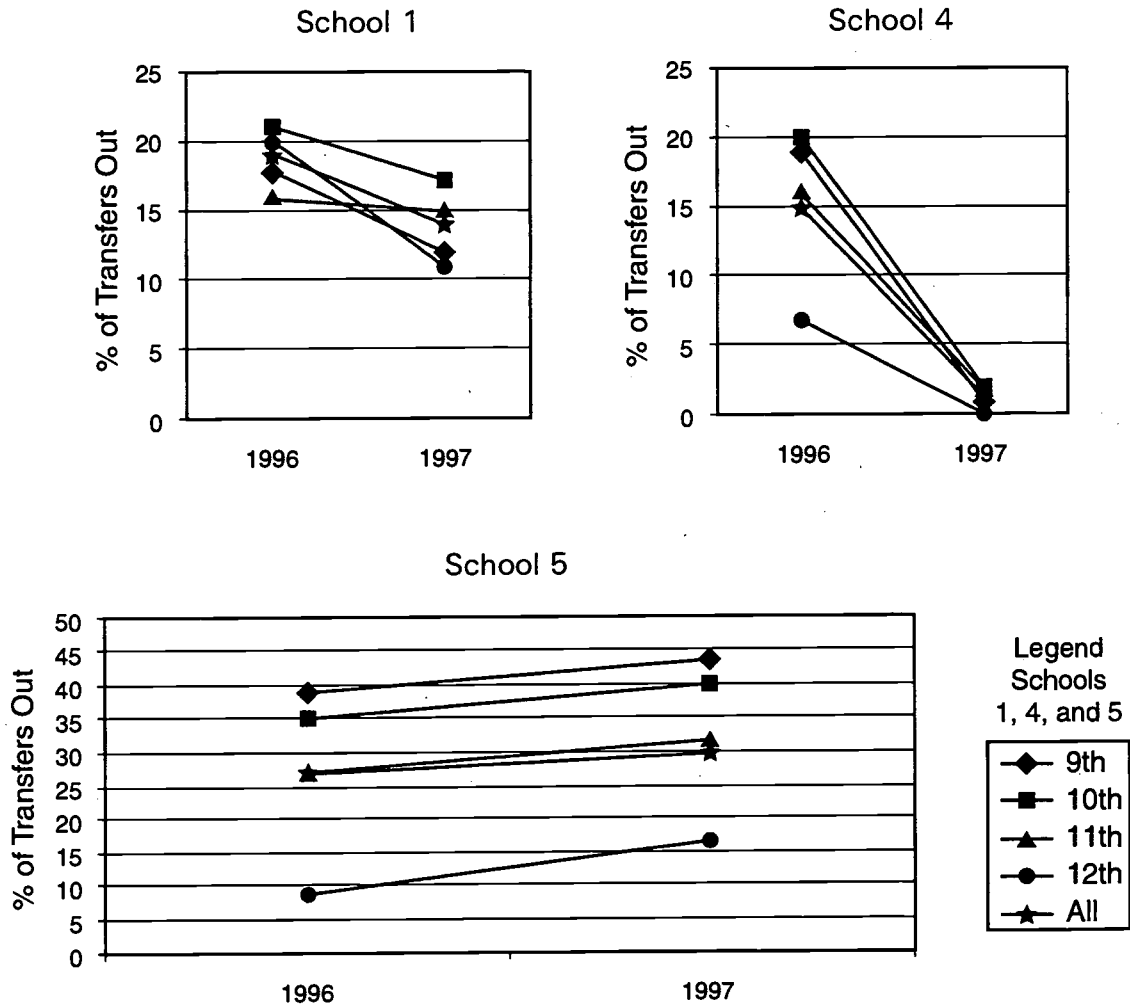 School 1
% of Transfers Out
25
20
15
10
5
0
1996 1997
School 4
% of Transfers Out
25
20
15
10
5
0
1996 1997
School 5
% of Transfers Out
50
45
40
35
30
25
20
15
10
5
0
1996 1997
Legend
Schools
1, 4, and 5
9th
10th
11th
12th
All